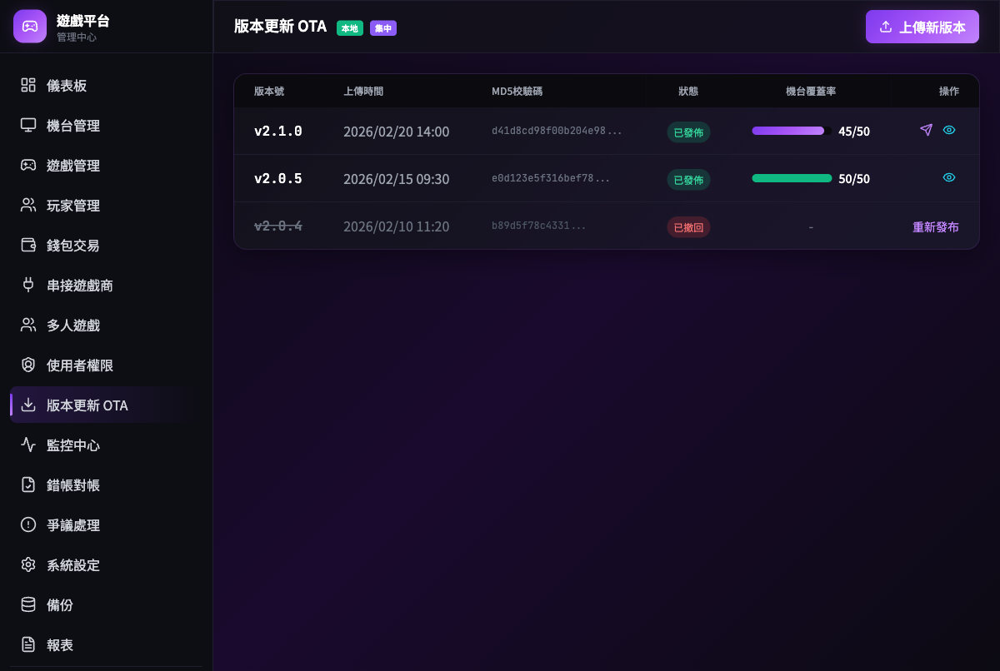 遊戲平台
管理中心
儀表板
機台管理
遊戲管理
玩家管理
錢包交易
串接遊戲商
多人遊戲
使用者權限
版本更新 OTA
監控中心
錯帳對帳
爭議處理
系統設定
備份
報表
版本更新 OTA 本地 集中
上傳新版本
版本號 上傳時間 MD5校驗碼 狀態 機台覆蓋率 操作
v2.1.0 2026/02/20 14:00 d41d8cd98f00b204e98... 已發佈 45/50
v2.0.5 2026/02/15 09:30 e0d123e5f316bef78... 已發佈 50/50
v2.0.4 2026/02/10 11:20 b89d5f78c4331... 已撤回 - 重新發布